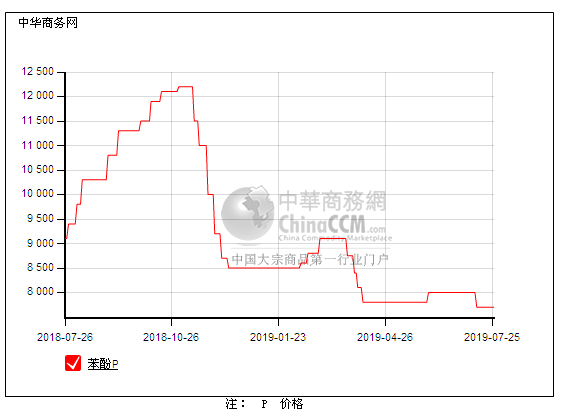 中华商务网
12 500
12 000
11 500
11 000
10 500
10 000
9 500
9 000
8 500
8 000
中華商務網
ChinaCCM.com
China Commodity Marketplace
中国大宗商品第一行业门户
2018-07-26 2018-10-26 2019-01-23 2019-04-26 2019-07-25
苯酚P
注： P 价格